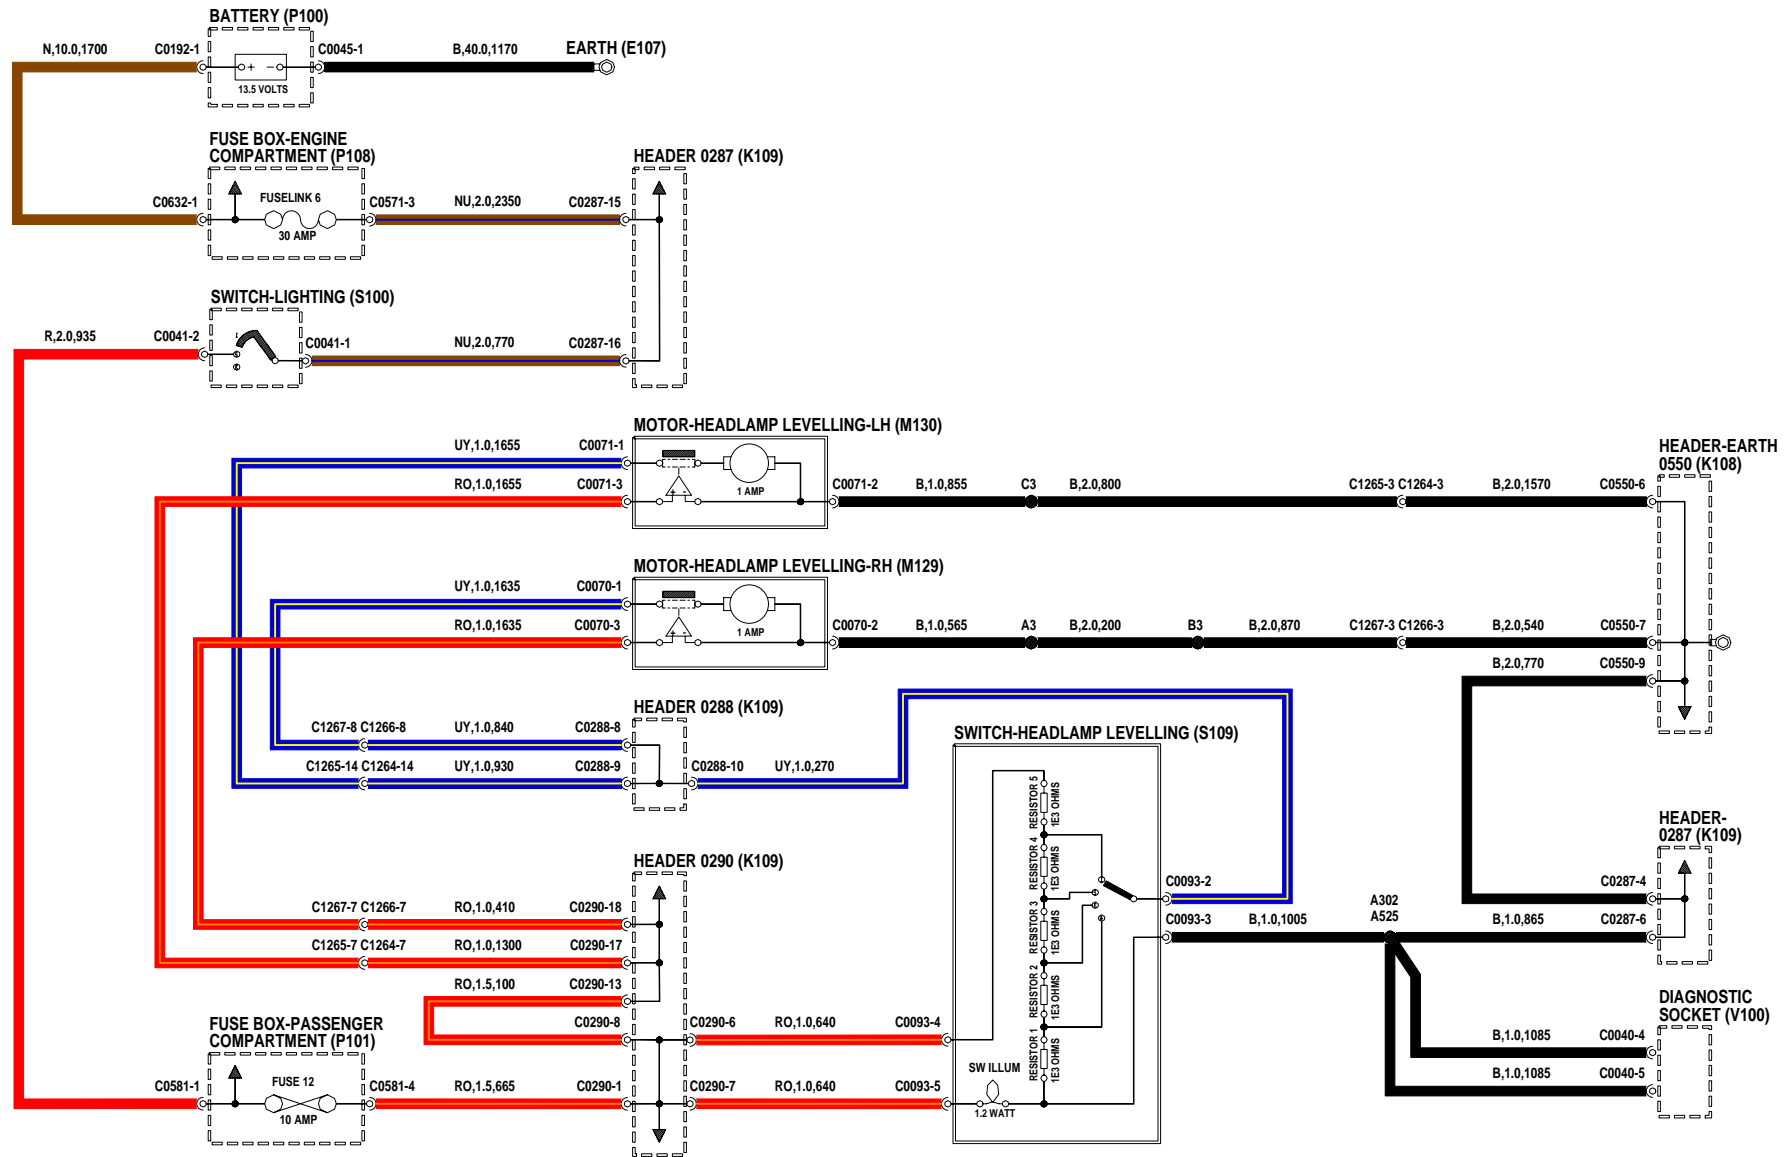 BATTERY (P100)
N,10.0,1700 C0192-1 C0045-1 B,40.0,1170 EARTH (E107)
+ −
13.5 VOLTS
FUSE BOX-ENGINE
COMPARTMENT (P108)
HEADER 0287 (K109)
C0632-1 FUSELINK 6 C0571-3 NU,2.0,2350 C0287-15
30 AMP
SWITCH-LIGHTING (S100)
R,2.0,935 C0041-2 C0041-1 NU,2.0,770 C0287-16
MOTOR-HEADLAMP LEVELLING-LH (M130)
UY,1.0,1655 C0071-1
HEADER-EARTH
0550 (K108)
RO,1.0,1655 C0071-3 + - 1 AMP C0071-2 B,1.0,855 C3 B,2.0,800 C1265-3 C1264-3 B,2.0,1570 C0550-6
MOTOR-HEADLAMP LEVELLING-RH (M129)
UY,1.0,1635 C0070-1
RO,1.0,1635 C0070-3 + - 1 AMP C0070-2 B,1.0,565 A3 B,2.0,200 B3 B,2.0,870 C1267-3 C1266-3 B,2.0,540 C0550-7
B,2.0,770 C0550-9
HEADER 0288 (K109)
C1267-8 C1266-8 UY,1.0,840 C0288-8
SWITCH-HEADLAMP LEVELLING (S109)
C1265-14 C1264-14 UY,1.0,930 C0288-9 C0288-10 UY,1.0,270
RESISTOR 5 1E3 OHMS
RESISTOR 4 1E3 OHMS
RESISTOR 3 1E3 OHMS
RESISTOR 2 1E3 OHMS
RESISTOR 1 1E3 OHMS
HEADER-
0287 (K109)
HEADER 0290 (K109)
C0093-2 C0287-4
C1267-7 C1266-7 RO,1.0,410 C0290-18
A302
A525
C0093-3 B,1.0,1005 B,1.0,865 C0287-6
C1265-7 C1264-7 RO,1.0,1300 C0290-17
RO,1.5,100 C0290-13
DIAGNOSTIC
SOCKET (V100)
FUSE BOX-PASSENGER
COMPARTMENT (P101)
C0290-8 C0290-6 RO,1.0,640 C0093-4
B,1.0,1085 C0040-4
SW ILLUM
1.2 WATT
B,1.0,1085 C0040-5
C0581-1 FUSE 12 C0581-4 RO,1.5,665 C0290-1 C0290-7 RO,1.0,640 C0093-5
10 AMP